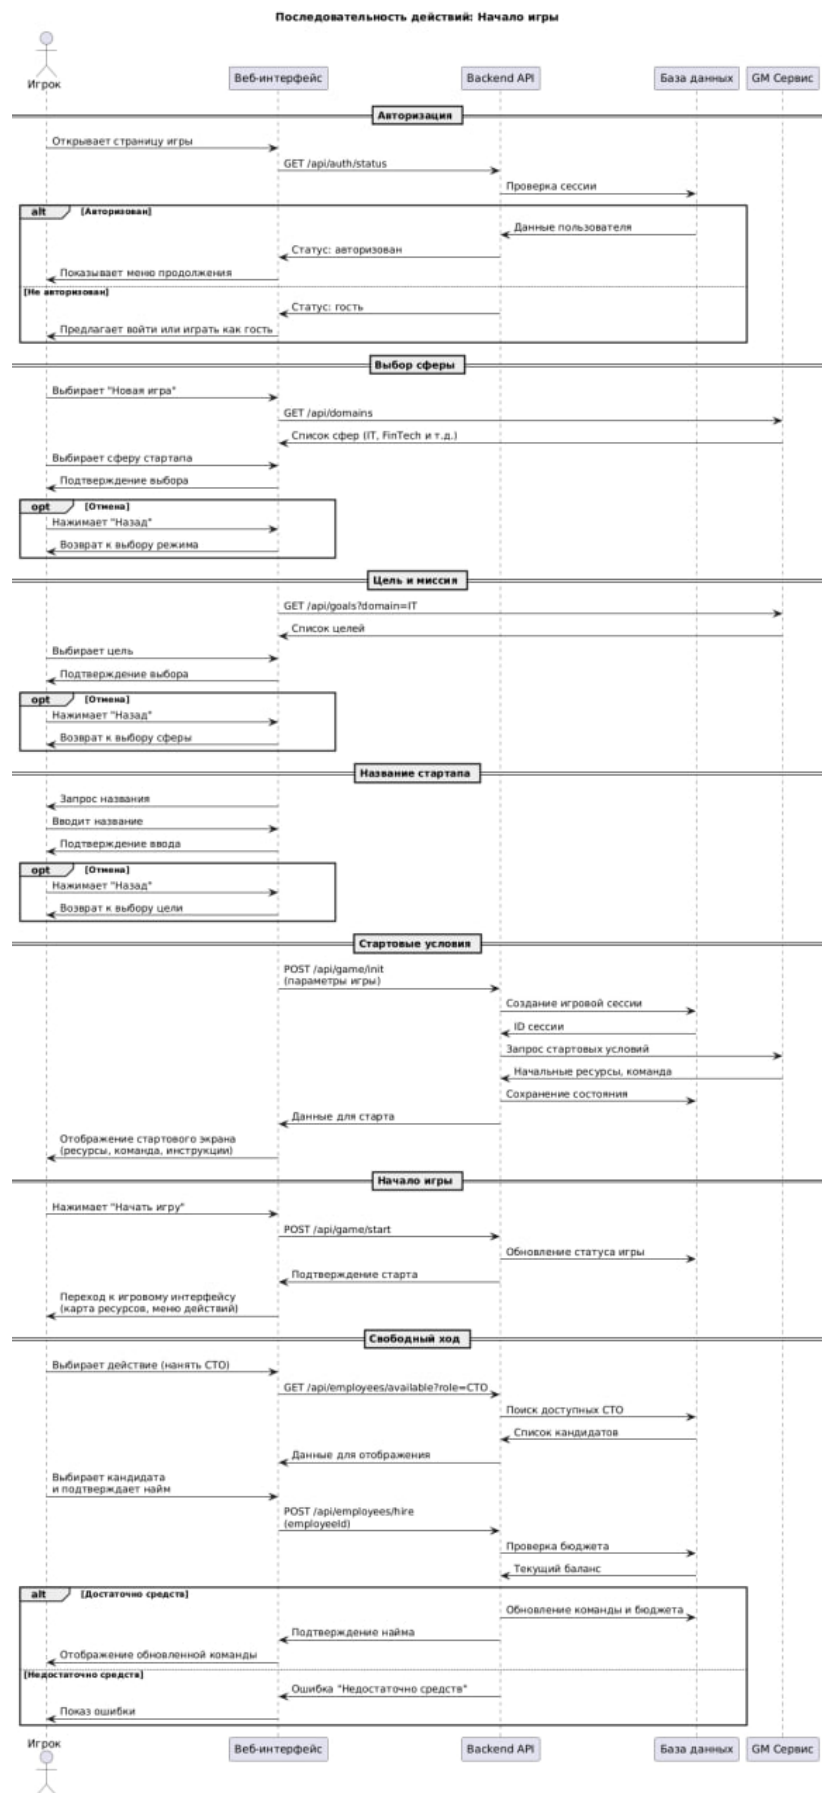 Последовательность действий: Начало игры
Игрок
Веб-интерфейс
Backend API
База данных
GM Сервис
Авторизация
Открывает страницу игры
GET /api/auth/status
Проверка сессии
alt
[Авторизован]
Данные пользователя
Статус: авторизован
Показывает меню продолжения
[Не авторизован]
Статус: гость
Предлагает войти или играть как гость
Выбор сферы
Выбирает "Новая игра"
GET /api/domains
Список сфер (IT, FinTech и т.д.)
Выбирает сферу стартапа
Подтверждение выбора
opt
[Отмена]
Нажимает "Назад"
Возврат к выбору режима
Цель и миссия
GET /api/goals?domain=IT
Список целей
Выбирает цель
Подтверждение выбора
opt
[Отмена]
Нажимает "Назад"
Возврат к выбору сферы
Название стартапа
Запрос названия
Вводит название
Подтверждение ввода
opt
[Отмена]
Нажимает "Назад"
Возврат к выбору цели
Стартовые условия
POST /api/game/init
(параметры игры)
Создание игровой сессии
ID сессии
Запрос стартовых условий
Начальные ресурсы, команда
Сохранение состояния
Данные для старта
Отображение стартового экрана
(ресурсы, команда, инструкции)
Начало игры
Нажимает "Начать игру"
POST /api/game/start
Обновление статуса игры
Подтверждение старта
Переход к игровому интерфейсу
(карта ресурсов, меню действий)
Свободный ход
Выбирает действие (нанять CTO)
GET /api/employees/available?role=CTO
Поиск доступных CTO
Список кандидатов
Данные для отображения
Выбирает кандидата
и подтверждает найм
POST /api/employees/hire
(employeeId)
Проверка бюджета
Текущий баланс
alt
[Достаточно средств]
Обновление команды и бюджета
Подтверждение найма
Отображение обновленной команды
[Недостаточно средств]
Ошибка "Недостаточно средств"
Показ ошибки
Игрок
Веб-интерфейс
Backend API
База данных
GM Сервис